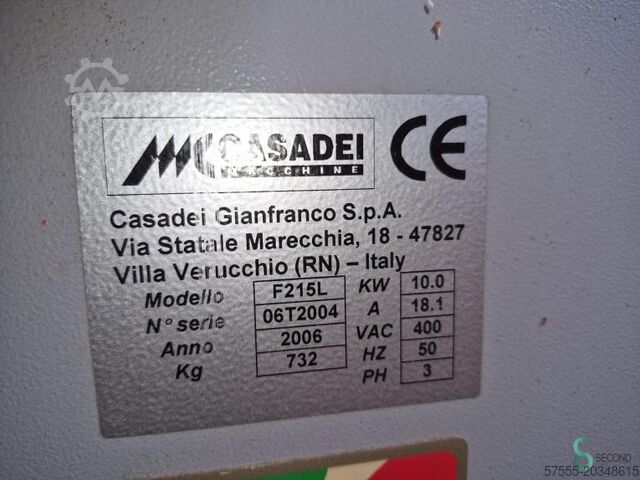 CASADEI
MACCHINE
CE
Casadei Gianfranco S.p.A.
Via Statale Marecchia, 18 - 47827
Villa Verucchio (RN) – Italy
Modello F215L KW 10.0
N° serie 06T2004 A 18.1
Anno 2006 VAC 400
Kg 732 HZ 50
PH 3
S SECOND
57555-20348615